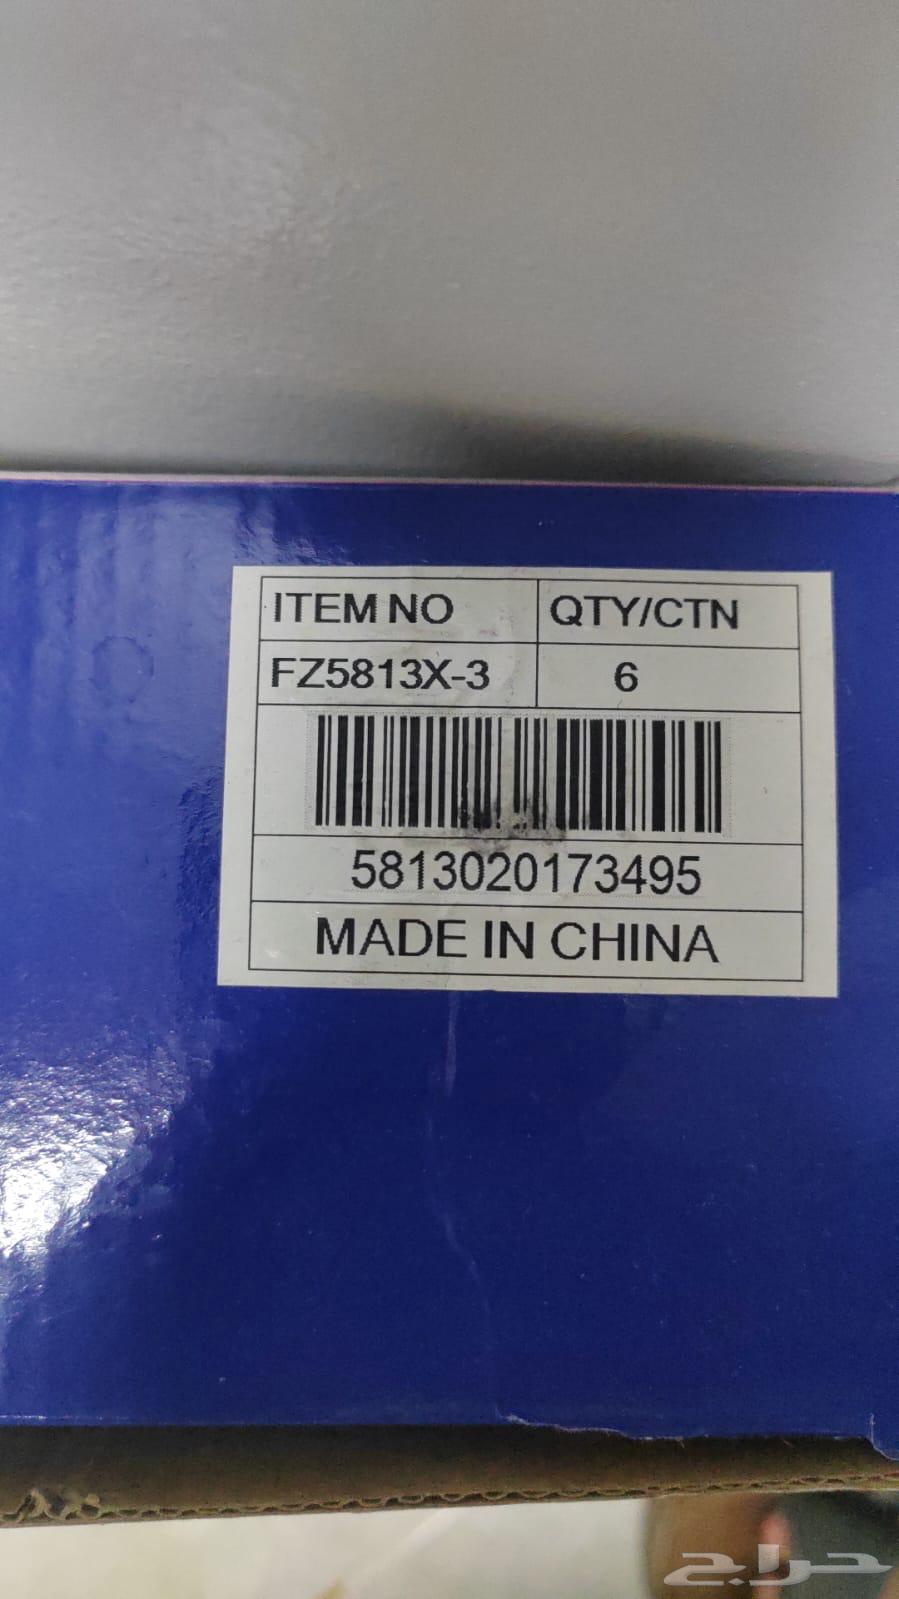 ITEM NO QTY/CTN
FZ5813X-3 6
5813020173495
MADE IN CHINA
حراج